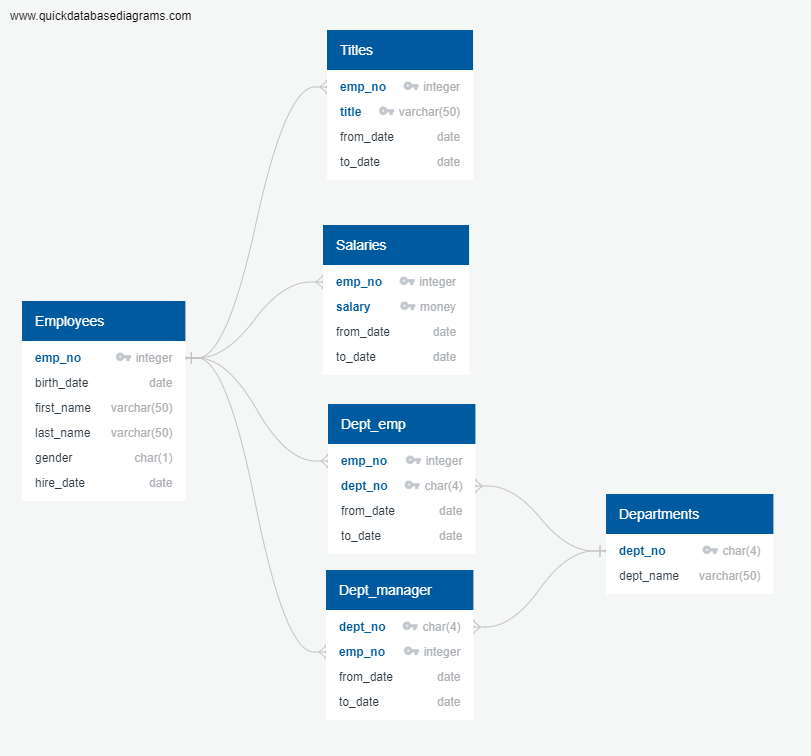 www.quickdatabasediagrams.com
Titles
emp_no integer
title varchar(50)
from_date date
to_date date
Salaries
emp_no integer
salary money
from_date date
to_date date
Employees
emp_no integer
birth_date date
first_name varchar(50)
last_name varchar(50)
gender char(1)
hire_date date
Dept_emp
emp_no integer
dept_no char(4)
from_date date
to_date date
Departments
dept_no char(4)
dept_name varchar(50)
Dept_manager
dept_no char(4)
emp_no integer
from_date date
to_date date